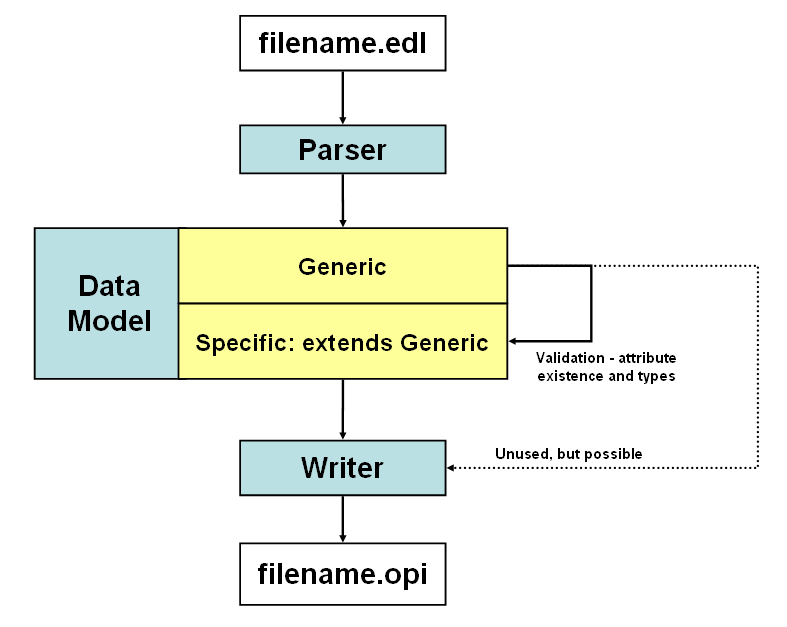 filename.edl
Parser
Data
Model
Generic
Specific: extends Generic
Validation - attribute
existence and types
Unused, but possible
Writer
filename.opi